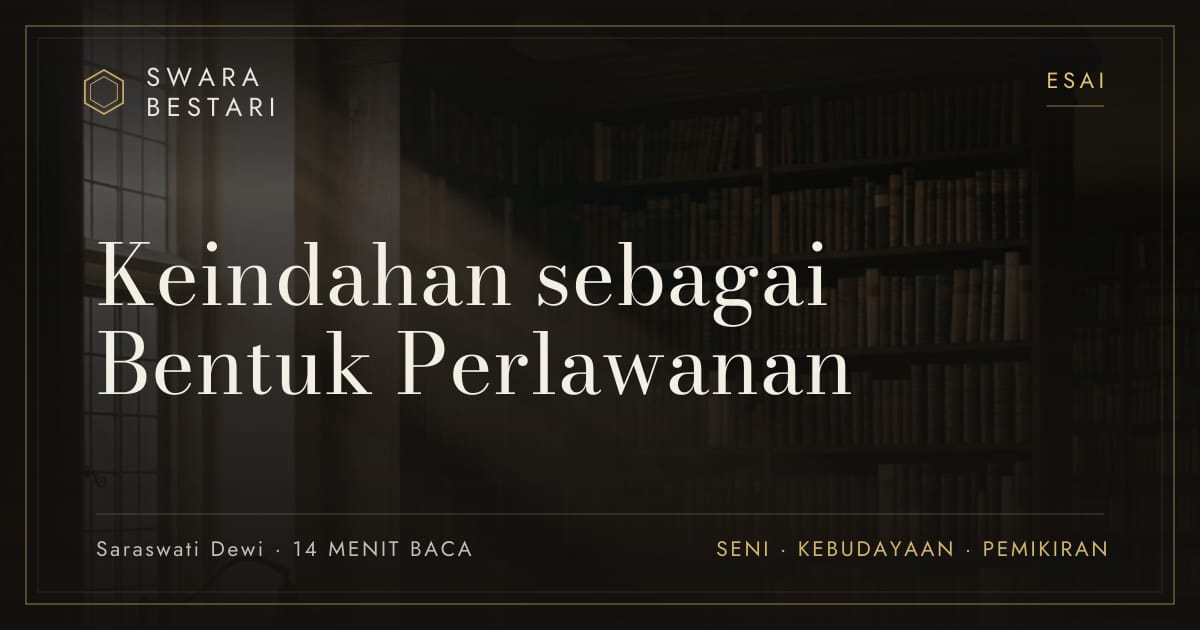 SWARA
BESTARI
ESAI
Keindahan sebagai
Bentuk Perlawanan
Saraswati Dewi · 14 MENIT BACA
SENI · KEBUDAYAAN · PEMIKIRAN